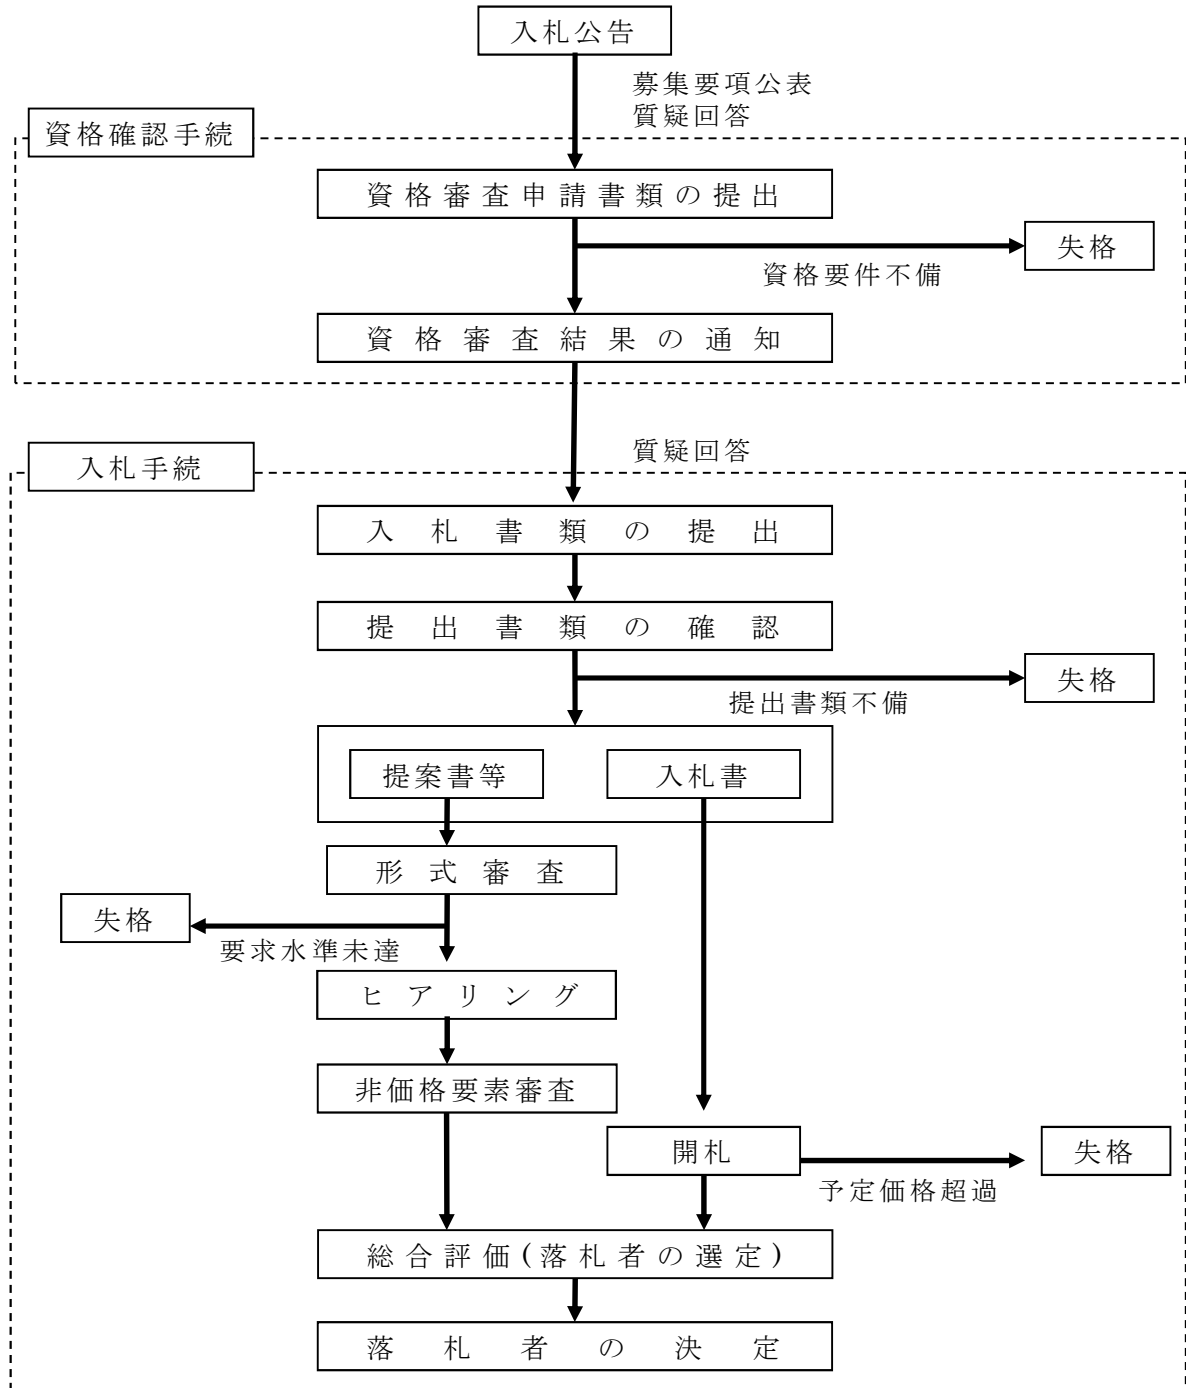 入札公告
募集要項公表
質疑回答
資格確認手続
資格審査申請書類の提出
失格
資格要件不備
資格審査結果の通知
質疑回答
入札手続
入札書類の提出
提出書類の確認
失格
提出書類不備
提案書等
入札書
形式審査
失格
要求水準未達
ヒアリング
非価格要素審査
開札
失格
予定価格超過
総合評価(落札者の選定)
落札者の決定